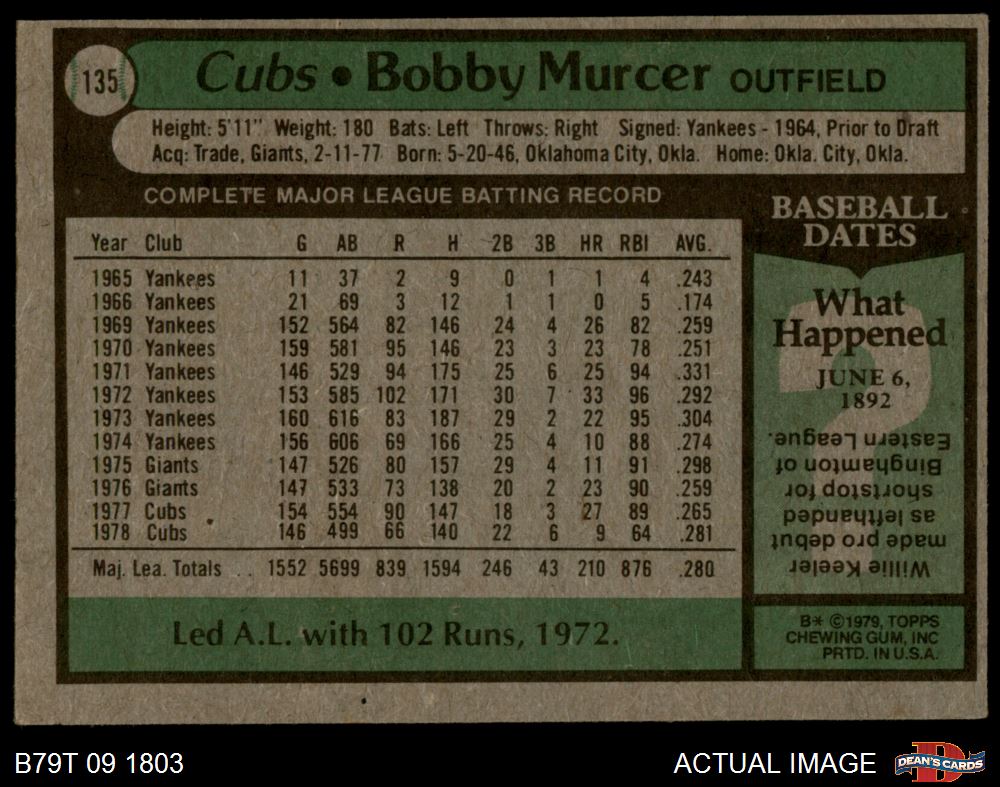 135
Cubs • Bobby Murcer OUTFIELD
Height: 5'11" Weight: 180 Bats: Left Throws: Right Signed: Yankees - 1964, Prior to Draft
Acq: Trade, Giants, 2-11-77 Born: 5-20-46, Oklahoma City, Okla. Home: Okla. City, Okla.
COMPLETE MAJOR LEAGUE BATTING RECORD
Year Club G AB R H 2B 3B HR RBI AVG.
1965 Yankees 11 37 2 9 0 1 1 4 .243
1966 Yankees 21 69 3 12 1 1 0 5 .174
1969 Yankees 152 564 82 146 24 4 26 82 .259
1970 Yankees 159 581 95 146 23 3 23 78 .251
1971 Yankees 146 529 94 175 25 6 25 94 .331
1972 Yankees 153 585 102 171 30 7 33 96 .292
1973 Yankees 160 616 83 187 29 2 22 95 .304
1974 Yankees 156 606 69 166 25 4 10 88 .274
1975 Giants 147 526 80 157 29 4 11 91 .298
1976 Giants 147 533 73 138 20 2 23 90 .259
1977 Cubs 154 554 90 147 18 3 27 89 .265
1978 Cubs 146 499 66 140 22 6 9 64 .281
Maj. Lea. Totals . . 1552 5699 839 1594 246 43 210 876 .280
Led A.L. with 102 Runs, 1972.
BASEBALL
DATES
What
Happened
JUNE 6,
1892
Willie Keeler
made pro debut
as lefthanded
shortstop for
Binghamton of
Eastern League.
B* ©1979, TOPPS
CHEWING GUM, INC
PRTD. IN U.S.A.
B79T 09 1803
ACTUAL IMAGE
D
DEAN'S CARDS